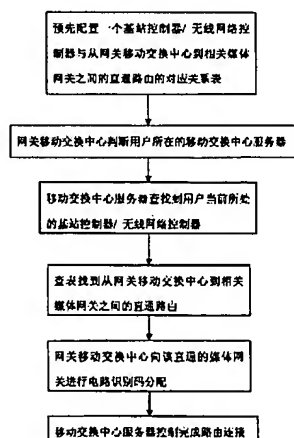 预先配置一个基站控制器/ 无线网络控
制器与从网关移动交换中心到相关媒体
网关之间的直通路由的对应关系表
网关移动交换中心判断用户所在的移动交换中心服务器
移动交换中心服务器查找到用户当前所处
的基站控制器/ 无线网络控制器
查表找到从网关移动交换中心到相关
媒体网关之间的直通路由
网关移动交换中心向该直通的媒体网
关进行电路识别码分配
移动交换中心服务器控制完成路由连接